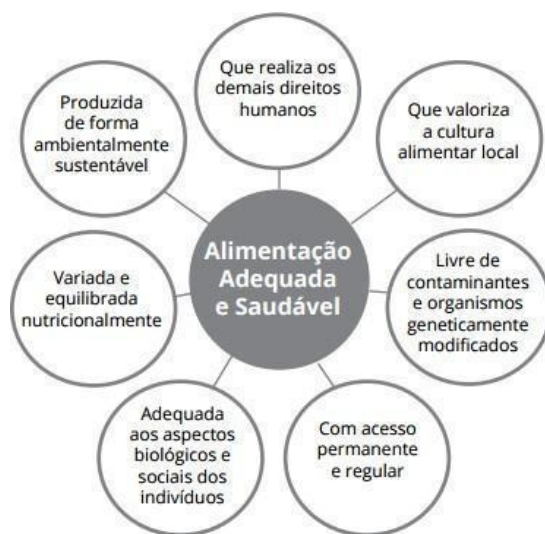 Que realiza os
demais direitos
humanos
Produzida
de forma
ambientalmente
sustentável
Que valoriza
a cultura
alimentar local
Alimentação
Adequada
e Saudável
Variada e
equilibrada
nutricionalmente
Livre de
contaminantes
e organismos
geneticamente
modificados
Adequada
aos aspectos
biológicos e
sociais dos
indivíduos
Com acesso
permanente
e regular